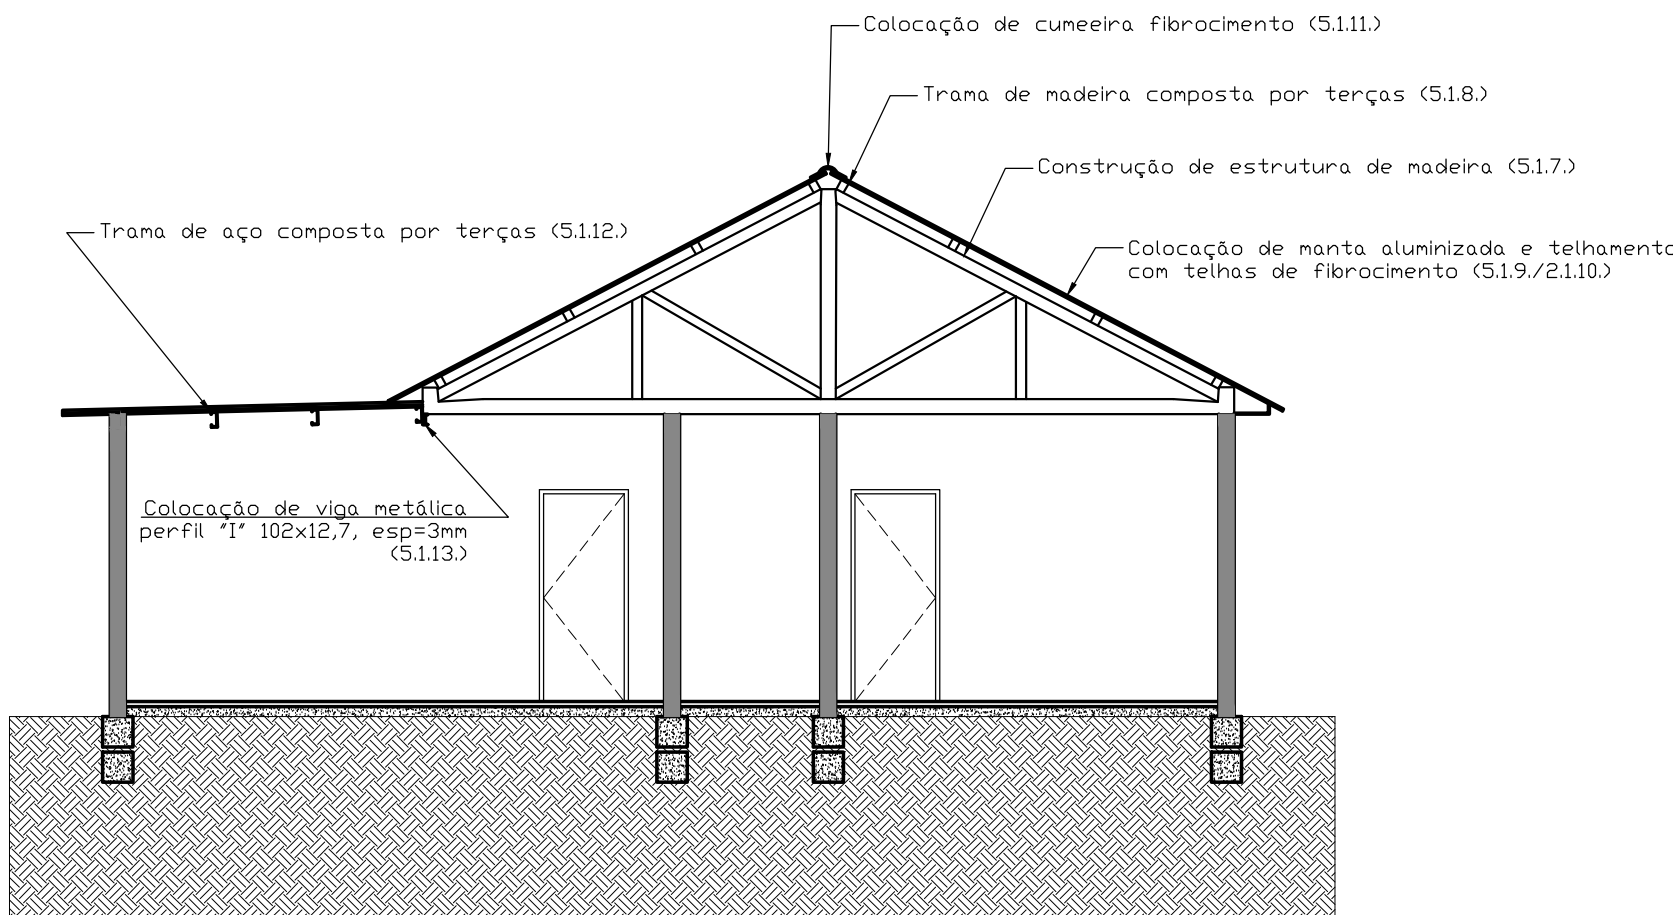 Colocação de cumeeira fibrocimento (5.1.11.)
Trama de madeira composta por terças (5.1.8.)
Construção de estrutura de madeira (5.1.7.)
Trama de aço composta por terças (5.1.12.)
Colocação de manta aluminizada e telhamento
com telhas de fibrocimento (5.1.9./2.1.10.)
Colocação de viga metálica
perfil "I" 102x12,7, esp=3mm
(5.1.13.)